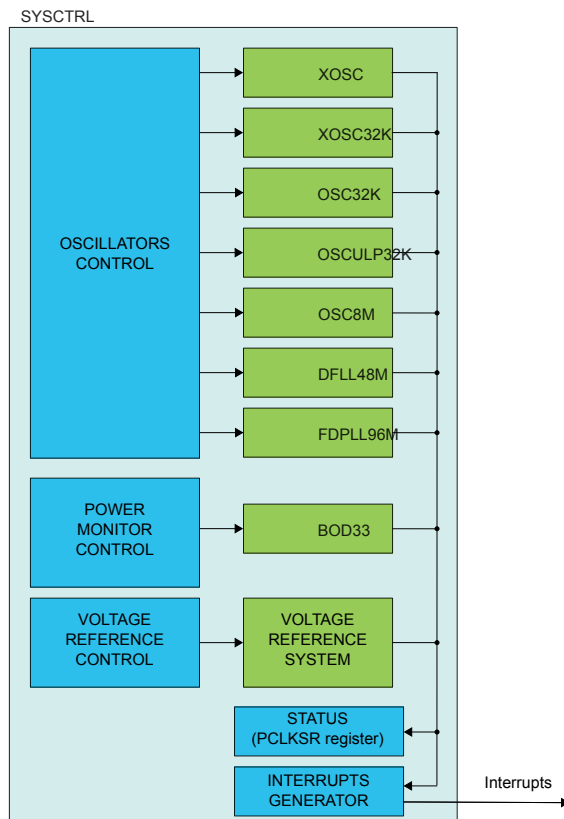 SYSCTRL
XOSC
XOSC32K
OSC32K
OSCILLATORS
CONTROL
OSCULP32K
OSC8M
DFLL48M
FDPLL96M
POWER
MONITOR
CONTROL
BOD33
VOLTAGE
REFERENCE
CONTROL
VOLTAGE
REFERENCE
SYSTEM
STATUS
(PCLKSR register)
INTERRUPTS
GENERATOR
Interrupts